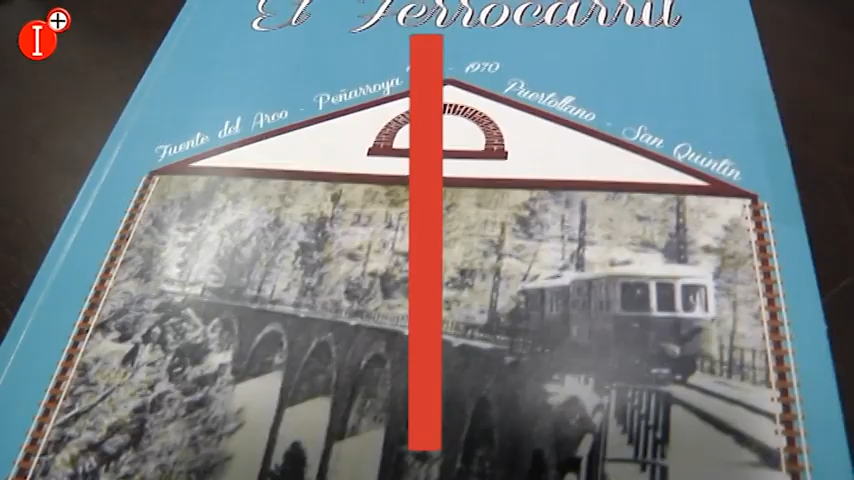 El Ferrocarril
Fuente del Arco - Peñarroya - 1970 Puertollano - San Quintín